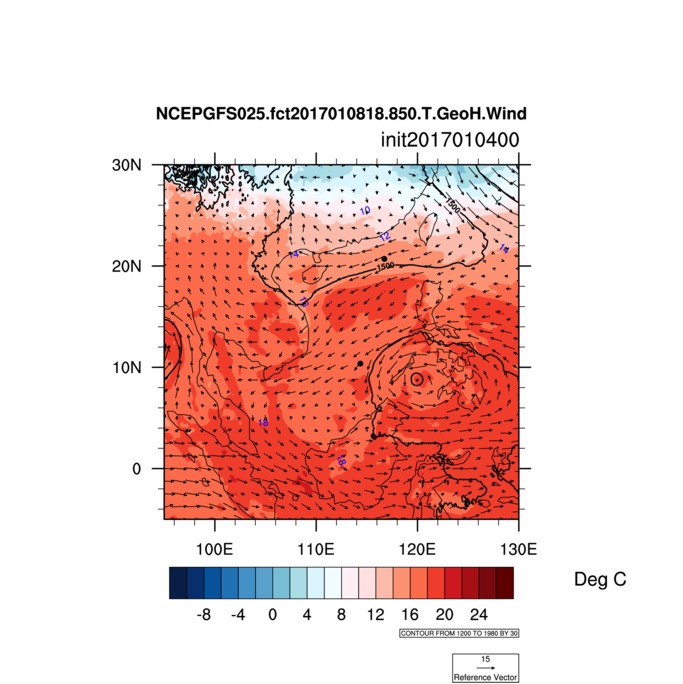 NCEPGFS025.fct2017010818.850.T.GeoH.Wind
init2017010400
30N
20N
10N
0
100E 110E 120E 130E
10
12
14
14
1500
1500
18
18
Deg C
-8 -4 0 4 8 12 16 20 24
CONTOUR FROM 1200 TO 1980 BY 30
15
Reference Vector